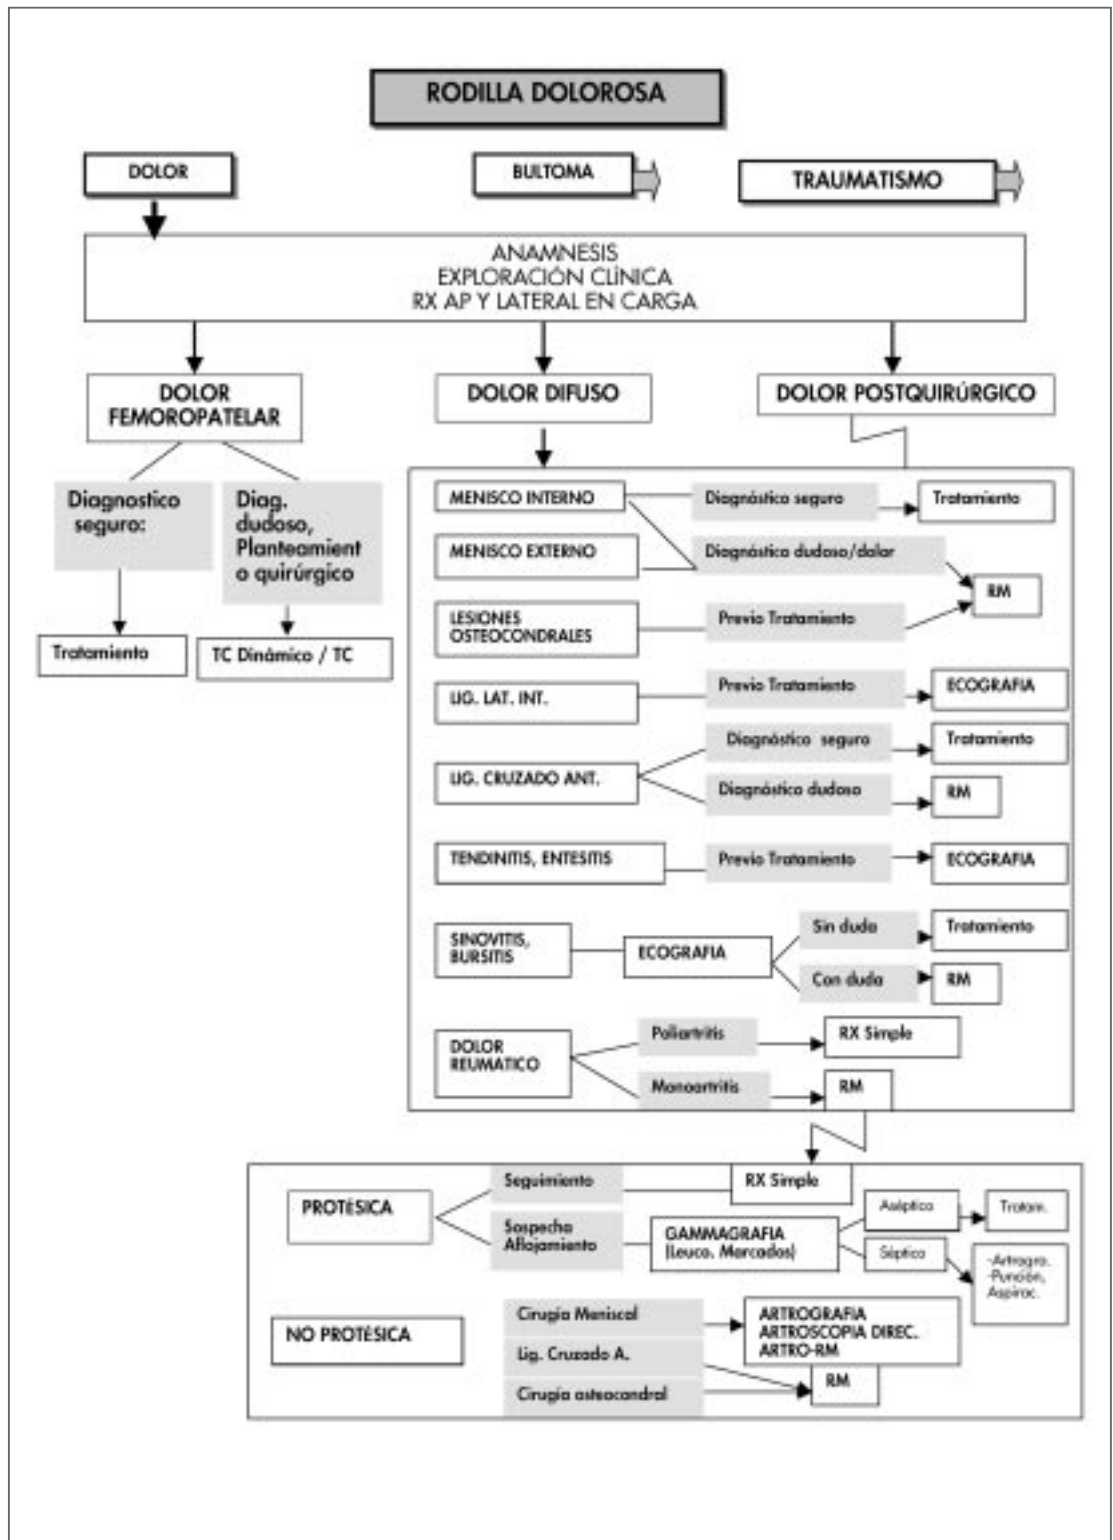 RODILLA DOLOROSA
DOLOR
BULTOMA
TRAUMATISMO
ANAMNESIS
EXPLORACIÓN CLÍNICA
RX AP Y LATERAL EN CARGA
DOLOR
FEMOROPATELAR
DOLOR DIFUSO
DOLOR POSTQUIRÚRGICO
Diagnostico
seguro:
Diag.
dudoso,
Planteamient
o quirúrgico
Tratamiento
TC Dinámico / TC
MENISCO INTERNO
Diagnóstico seguro
Tratamiento
MENISCO EXTERNO
Diagnóstico dudoso/dolor
RM
LESIONES
OSTEOCONDRALES
Previo Tratamiento
LIG. LAT. INT.
Previo Tratamiento
ECOGRAFIA
LIG. CRUZADO ANT.
Diagnóstico seguro
Tratamiento
Diagnóstico dudoso
RM
TENDINITIS, ENTESITIS
Previo Tratamiento
ECOGRAFIA
SINOVITIS,
BURSITIS
ECOGRAFIA
Sin duda
Tratamiento
Con duda
RM
DOLOR
REUMATICO
Poliartritis
RX Simple
Monoartritis
RM
PROTÉSICA
Seguimiento
RX Simple
Sospecha
Aflojamiento
GAMMAGRAFIA
(Leuco. Marcados)
Aséptico
Tratam.
Séptico
-Artrogra.
-Punción,
Aspirac.
NO PROTÉSICA
Cirugía Meniscal
ARTROGRAFIA
ARTROSCOPIA DIREC.
ARTRO-RM
Lig. Cruzado A.
RM
Cirugía osteocondral